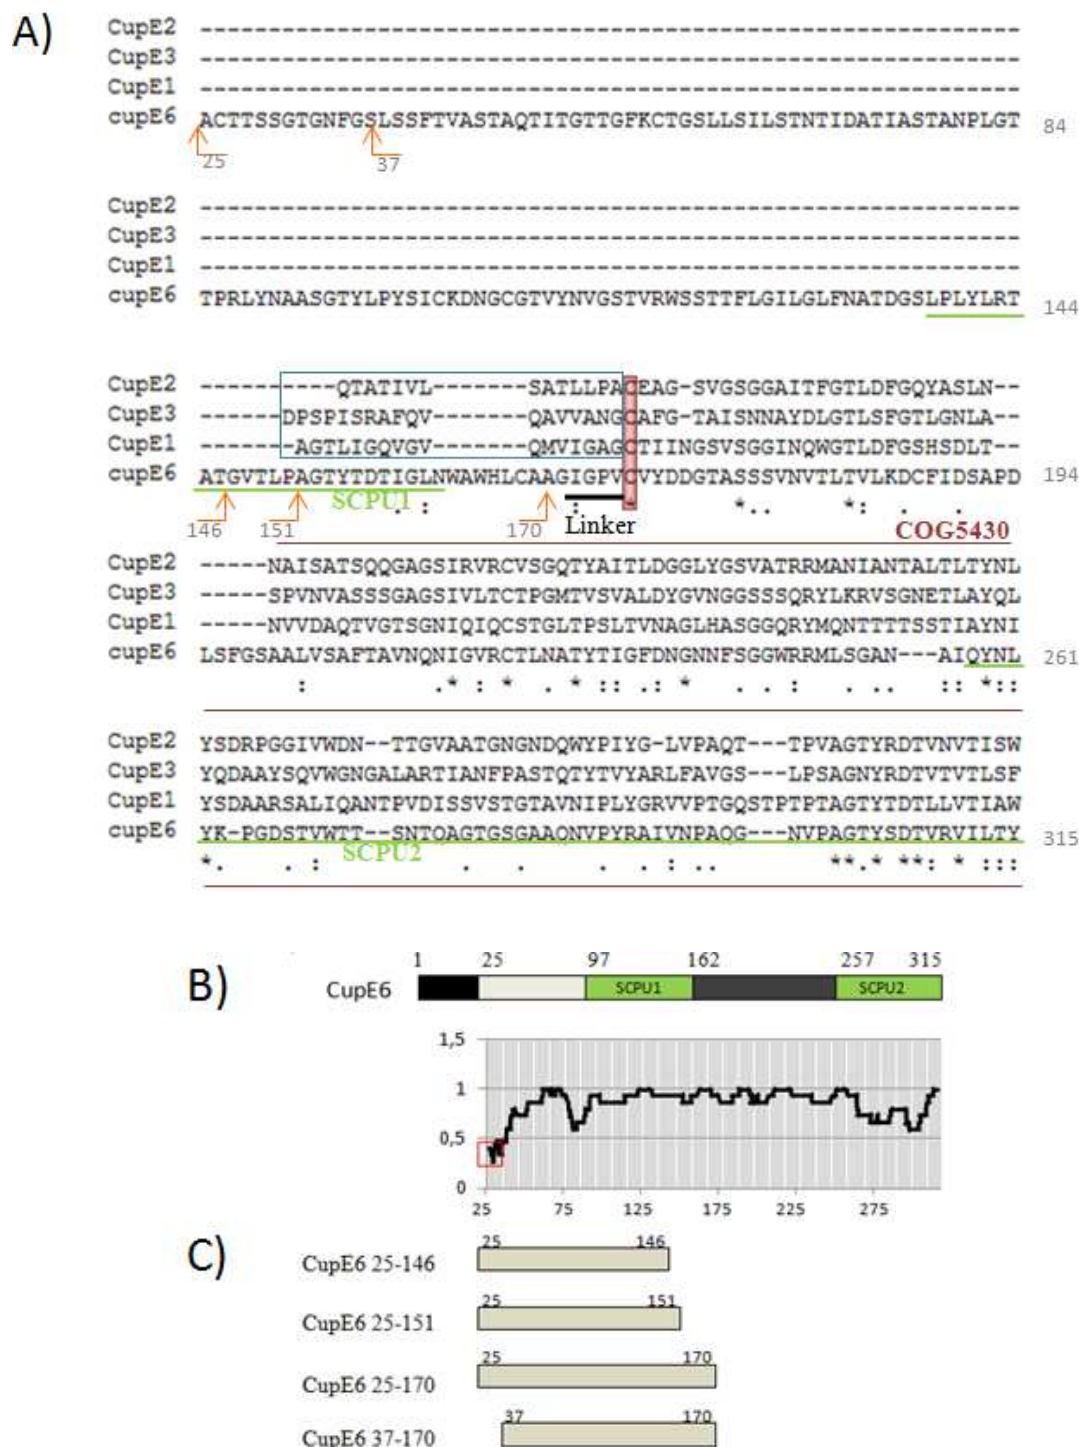 A)
CupE2 ------------------------------------------------------------
CupE3 ------------------------------------------------------------
CupE1 ------------------------------------------------------------
cupE6 ACTTSSGTGNFGSLSSFTVASTAQTITGTTGFKCTGSLLSILSTNTIDATIASTANPLGT 84
25 37
CupE2 ------------------------------------------------------------
CupE3 ------------------------------------------------------------
CupE1 ------------------------------------------------------------
cupE6 TPRLYNAASGTYLPYSICKDNGCGTVYNVGSTVRWSSTTFLGILGLFNATDGSLPLYLRT 144
CupE2 ----------QTATIVL-------SATLLPACEAG-SVGSGGAITFGTLDFGQYASLN--
CupE3 ------DPSPISRAFQV-------QAVVANGCAFG-TAISNNAYDLGTLSFGTLGNLA--
CupE1 -------AGTLIGQVGV-------QMVIGAGCTIINGSVSGGINQWGTLDFGSHSDLT--
cupE6 ATGVTLPAGTYTDTIGLNWAWHLCAAGIGPVCVYDDGTASSSVNVTLTVLKDCFIDSAPD 194
. : : * *.. *: . .
SCPU1
146 151 170 Linker
COG5430
CupE2 -----NAISATSQQGAGSIRVRCVSGQTYAITLDGGLYGSVATRRMANIANTALTLTYNL
CupE3 -----SPVNVASSSGAGSIVLTCTPGMTVSVALDYGVNGGSSSQRYLKRVSGNETLAYQL
CupE1 -----NVVDAQTVGTSGNIQIQCSTGLTPSLTVNAGLHASGGQRYMQNTTTTSSTIAYNI
cupE6 LSFGSAALVSAFTAVNQNIGVRCTLNATYTIGFDNGNNFSGGWRRMLSGAN---AIQYNL 261
: .* : * . * :: .: * . . : . .. :: *::
CupE2 YSDRPGGIVWDN--TTGVAATGNGNDQWYPIYG-LVPAQT---TPVAGTYRDTVNVTISW
CupE3 YQDAAYSQVWGNGALARTIANFPASTQTYTVYARLFAVGS---LPSAGNYRDTVTVTLSF
CupE1 YSDAARSALIQANTPVDISSVSTGTAVNIPLYGRVVPTGQSTPTPTAGTYTDTLLVTIAW
cupE6 YK-PGDSTVWTT--SNTQAGTGSGAAQNVPYRAIVNPAQG---NVPAGTYSDTVRVILTY 315
SCPU2
*. . : . . . . : . . **.* **: * :::
B)
1 25 97 162 257 315
CupE6 SCPU1 SCPU2
1,5
1
0,5
0
25 75 125 175 225 275
C)
CupE6 25-146 25 146
CupE6 25-151 25 151
CupE6 25-170 25 170
CupE6 37-170 37 170